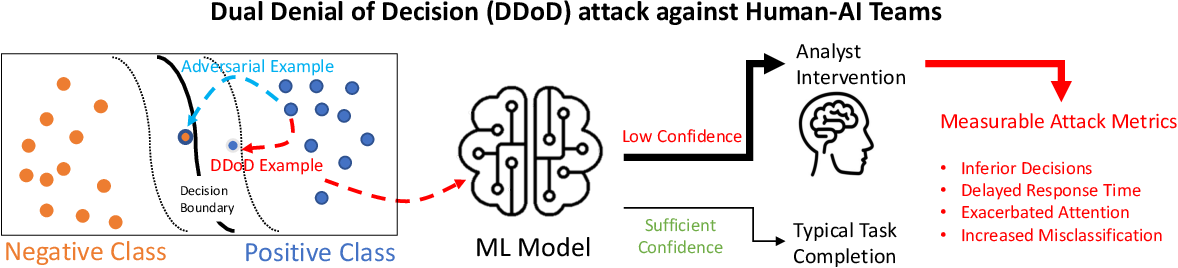 Dual Denial of Decision (DDoD) attack against Human-AI Teams
Adversarial Example
DDoD Example
Decision
Boundary
Negative Class
Positive Class
ML Model
Low Confidence
Sufficient
Confidence
Analyst
Intervention
Typical Task
Completion
Measurable Attack Metrics
• Inferior Decisions
• Delayed Response Time
• Exacerbated Attention
• Increased Misclassification